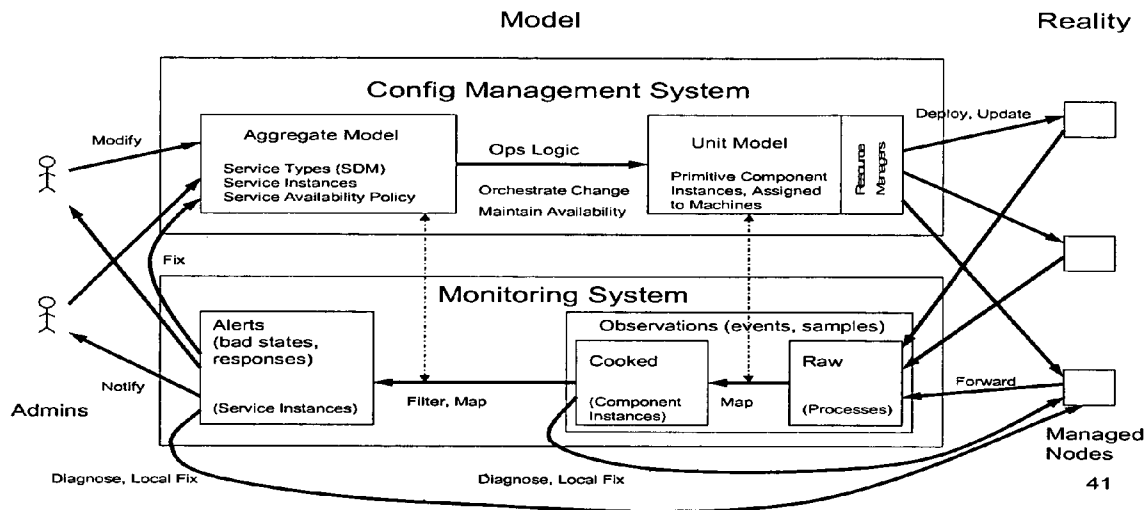 Model
Reality
Config Management System
Modify
Aggregate Model
Service Types (SDM)
Service Instances
Service Availability Policy
Ops Logic
Orchestrate Change
Maintain Availability
Unit Model
Primitive Component
Instances, Assigned
to Machines
Resource
Managers
Deploy, Update
Fix
Monitoring System
Alerts
(bad states,
responses)
(Service Instances)
Notify
Admins
Filter, Map
Observations (events, samples)
Cooked
(Component
Instances)
Map
Raw
(Processes)
Forward
Managed
Nodes
Diagnose, Local Fix
Diagnose, Local Fix
41